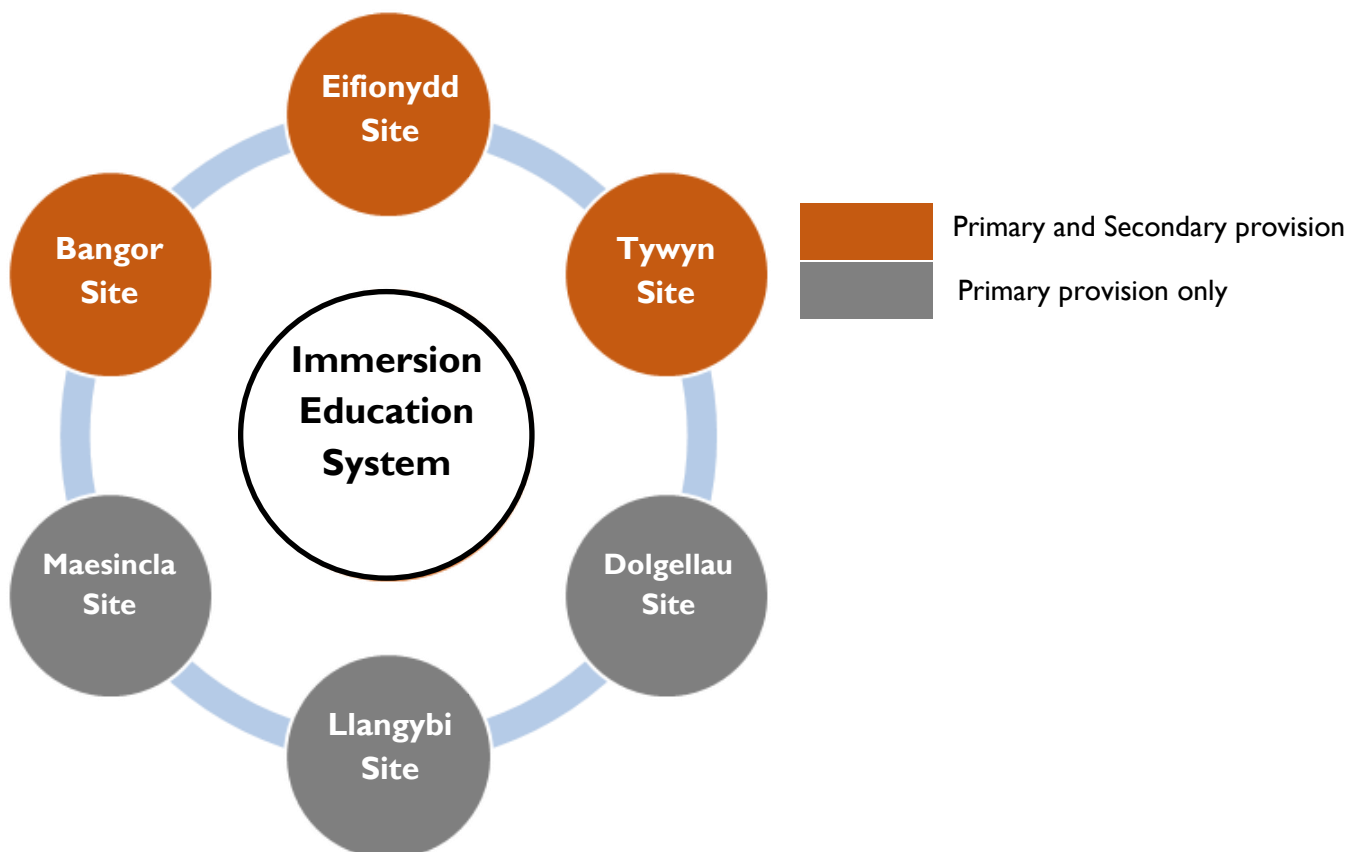 Eifionydd
Site
Bangor
Site
Tywyn
Site
Primary and Secondary provision
Primary provision only
Immersion
Education
System
Maesincla
Site
Dolgellau
Site
Llangybi
Site